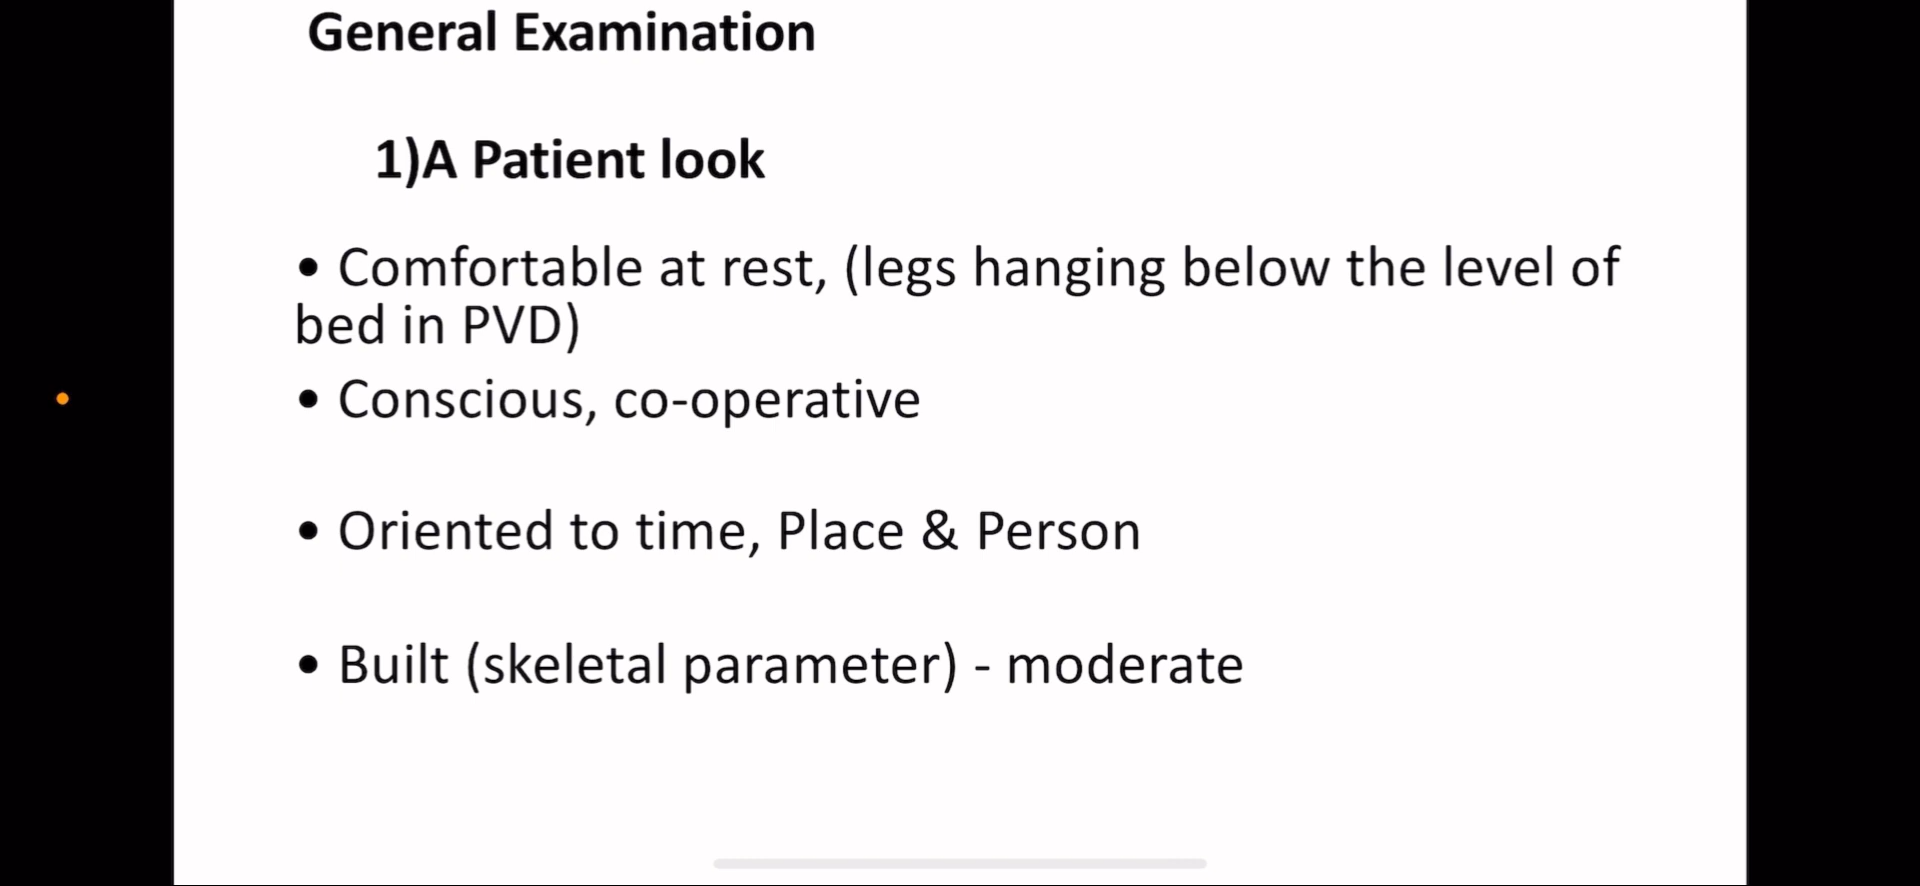 General Examination
1)A Patient look
• Comfortable at rest, (legs hanging below the level of
bed in PVD)
• Conscious, co-operative
• Oriented to time, Place & Person
• Built (skeletal parameter) - moderate